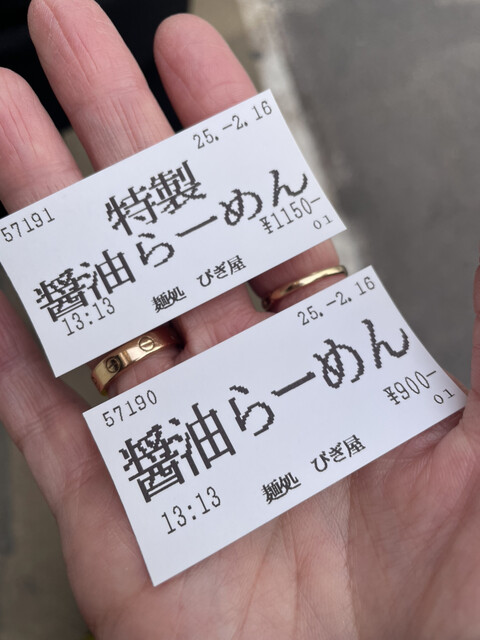 25.-2.16
57191
特製
醤油らーめん
¥1150-
13:13
麺処 びぎ屋
01
25.-2.16
57190
醤油らーめん
¥900-
13:13
麺処 びぎ屋
01